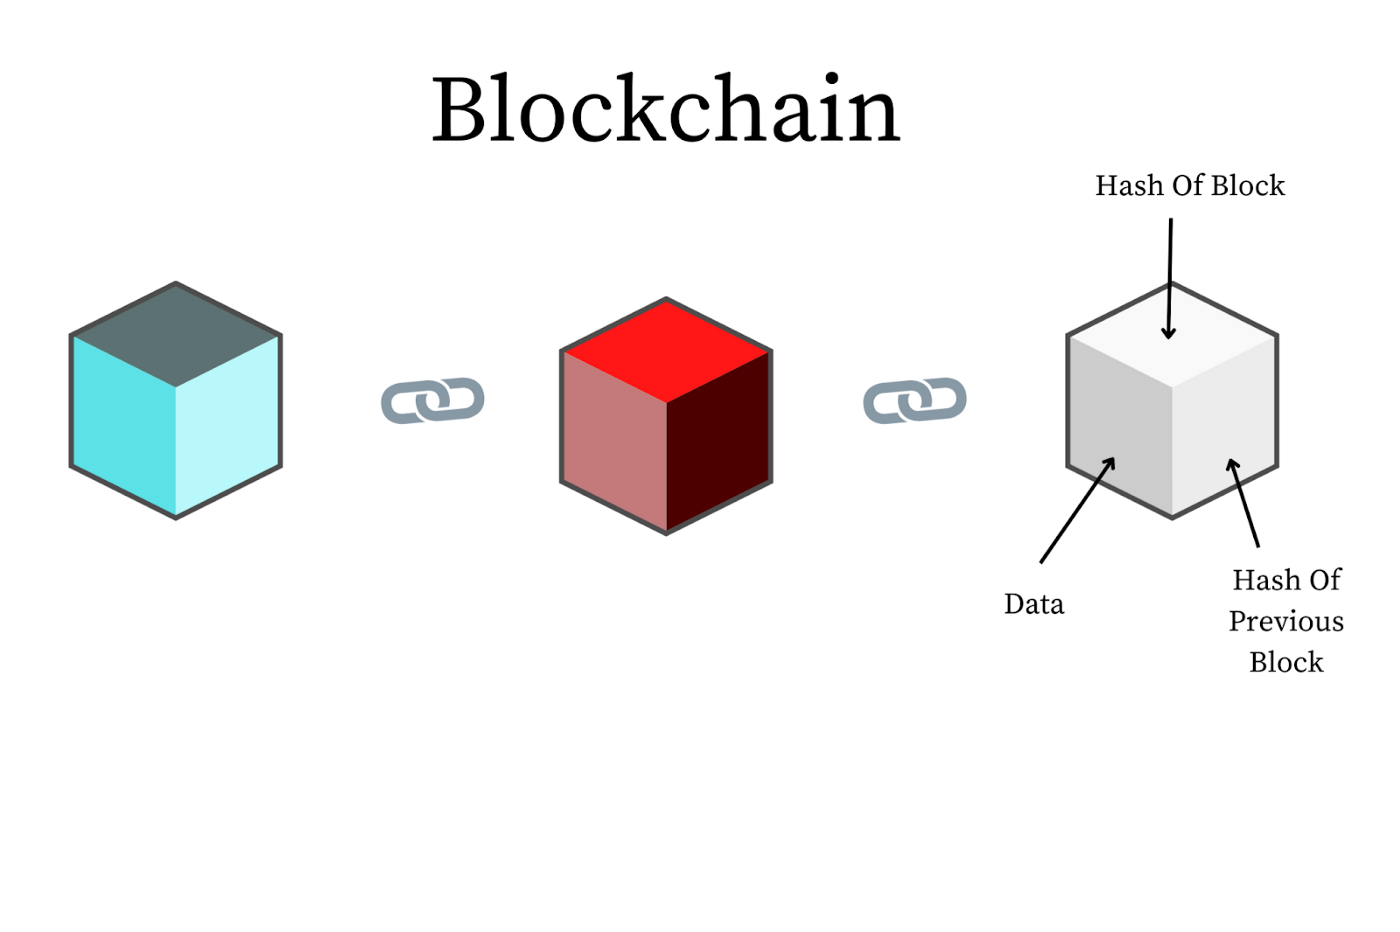 Blockchain
Hash Of Block
Data
Hash Of
Previous
Block